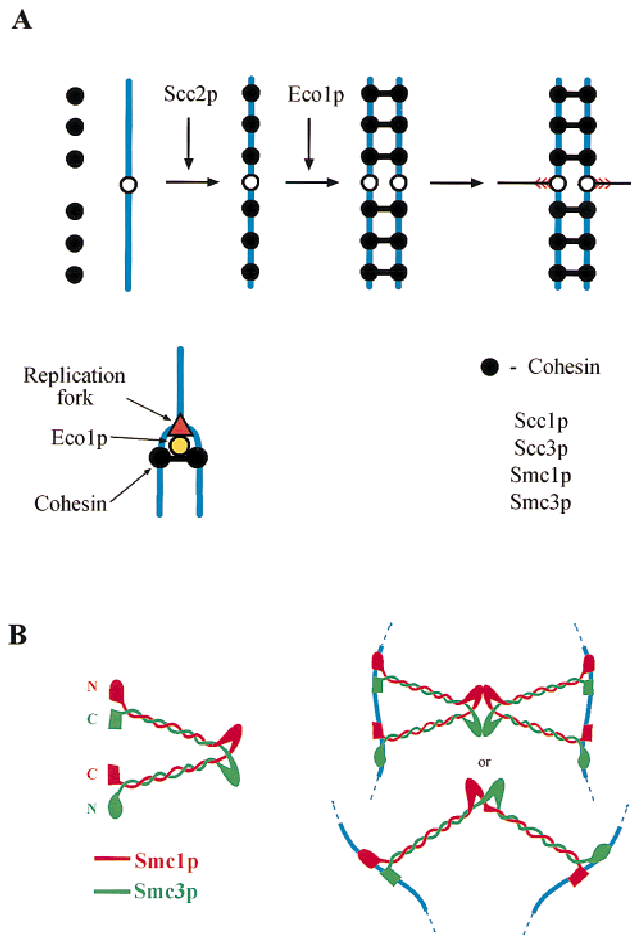 A
Scc2p
Eco1p
Replication
fork
Eco1p
Cohesin
- Cohesin
Scc1p
Scc3p
Smc1p
Smc3p
B
N
C
C
N
or
Smc1p
Smc3p